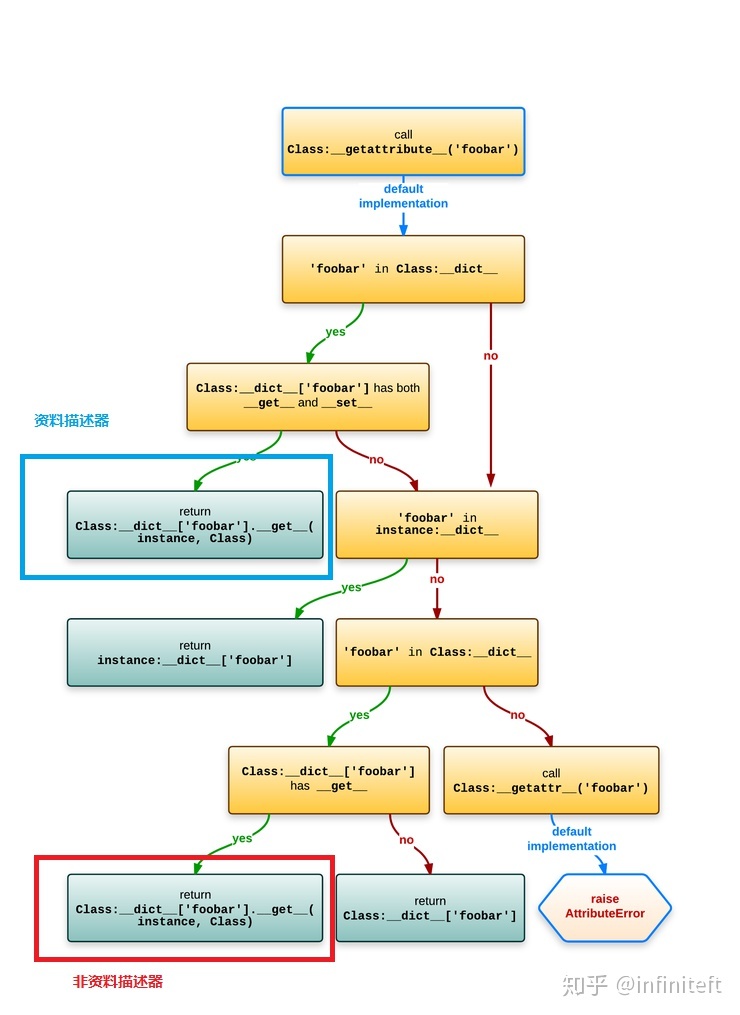 call
Class:__getattribute__('foobar')
default
implementation
'foobar' in Class:__dict__
yes
no
Class:__dict__['foobar'] has both
__get__ and __set__
资料描述器
yes
no
return
Class:__dict__['foobar'].__get__(
instance, Class)
'foobar' in
instance:__dict__
yes
no
return
instance:__dict__['foobar']
'foobar' in Class:__dict__
yes
no
Class:__dict__['foobar']
has __get__
call
Class:__getattr__('foobar')
yes
no
default
implementation
return
Class:__dict__['foobar'].__get__(
instance, Class)
return
Class:__dict__['foobar']
raise
AttributeError
非资料描述器
知乎 @infiniteft